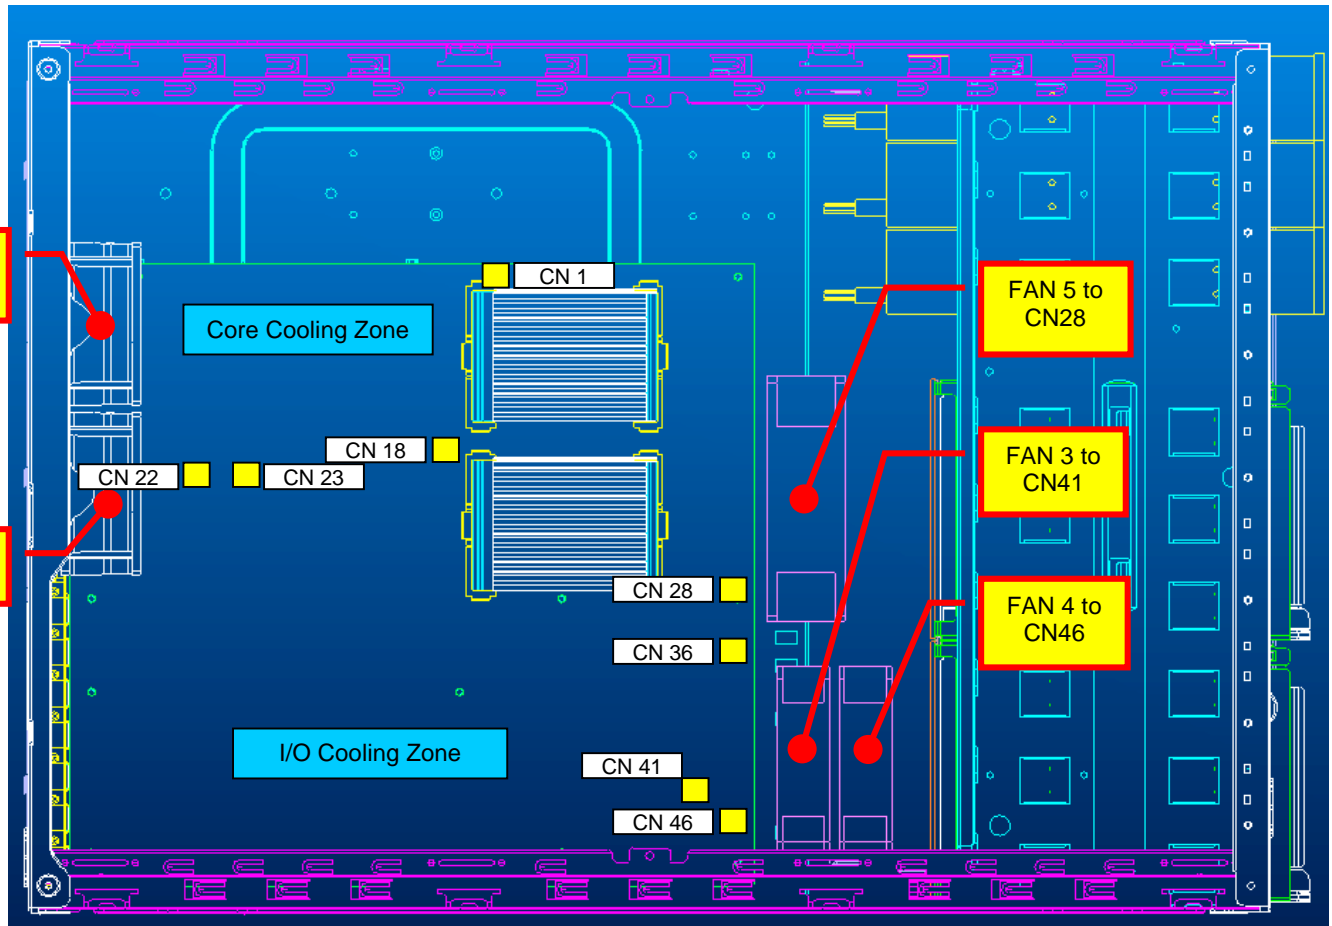 CN 1
FAN 5 to
CN28
Core Cooling Zone
CN 18
FAN 3 to
CN41
CN 22
CN 23
CN 28
FAN 4 to
CN46
CN 36
I/O Cooling Zone
CN 41
CN 46